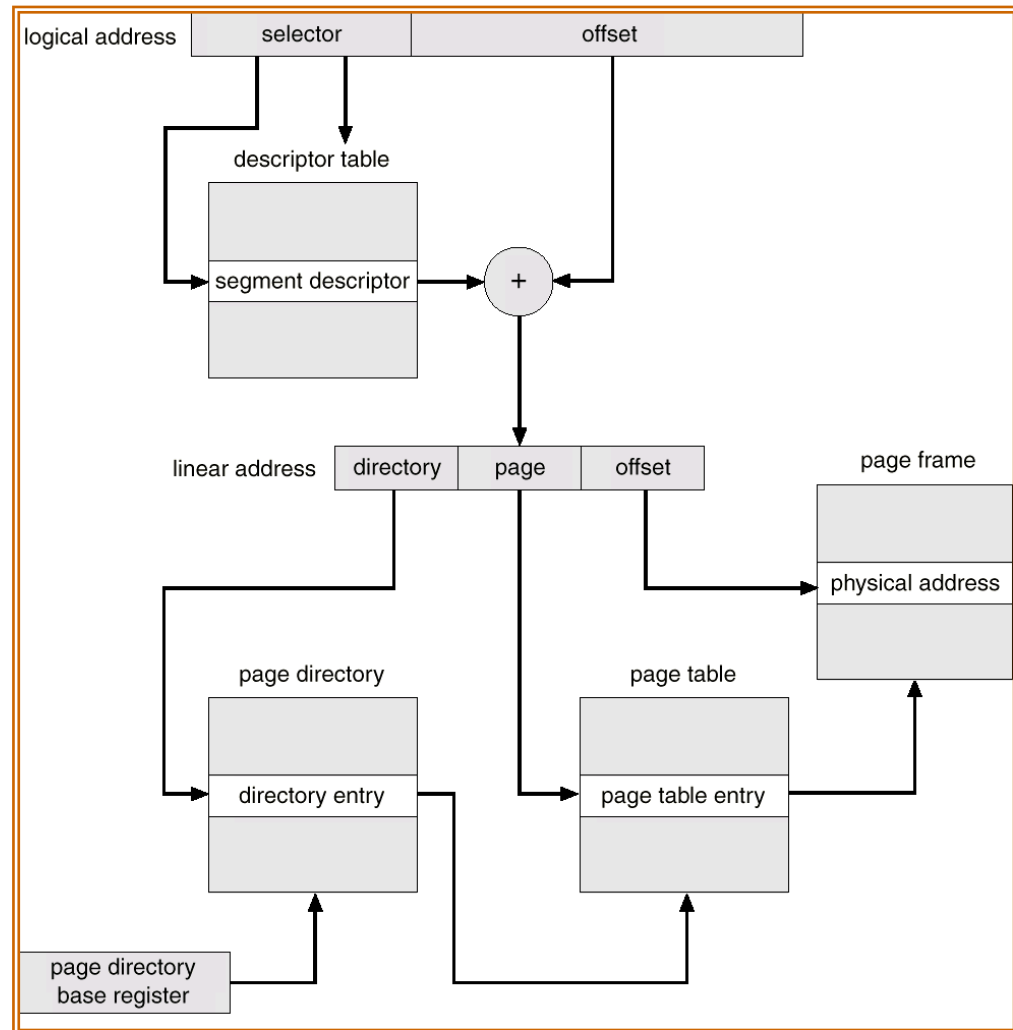 logical address
selector
offset
descriptor table
segment descriptor
+
linear address
directory
page
offset
page frame
physical address
page directory
page table
directory entry
page table entry
page directory
base register